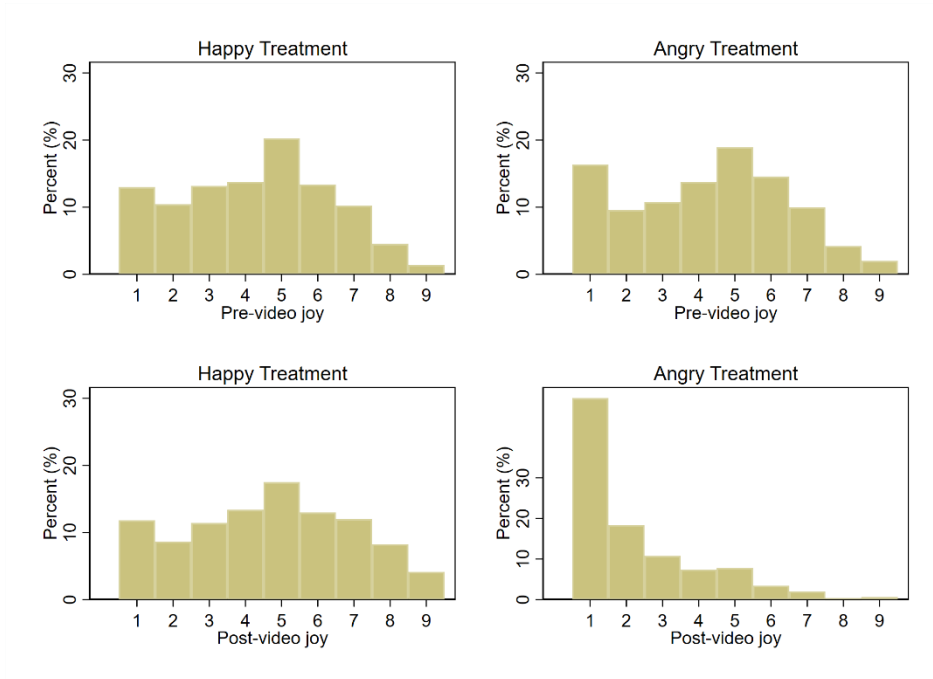 Happy Treatment
Percent (%)
0 10 20 30
1 2 3 4 5 6 7 8 9
Pre-video joy
Angry Treatment
Percent (%)
0 10 20 30
1 2 3 4 5 6 7 8 9
Pre-video joy
Happy Treatment
Percent (%)
0 10 20 30
1 2 3 4 5 6 7 8 9
Post-video joy
Angry Treatment
Percent (%)
0 10 20 30
1 2 3 4 5 6 7 8 9
Post-video joy